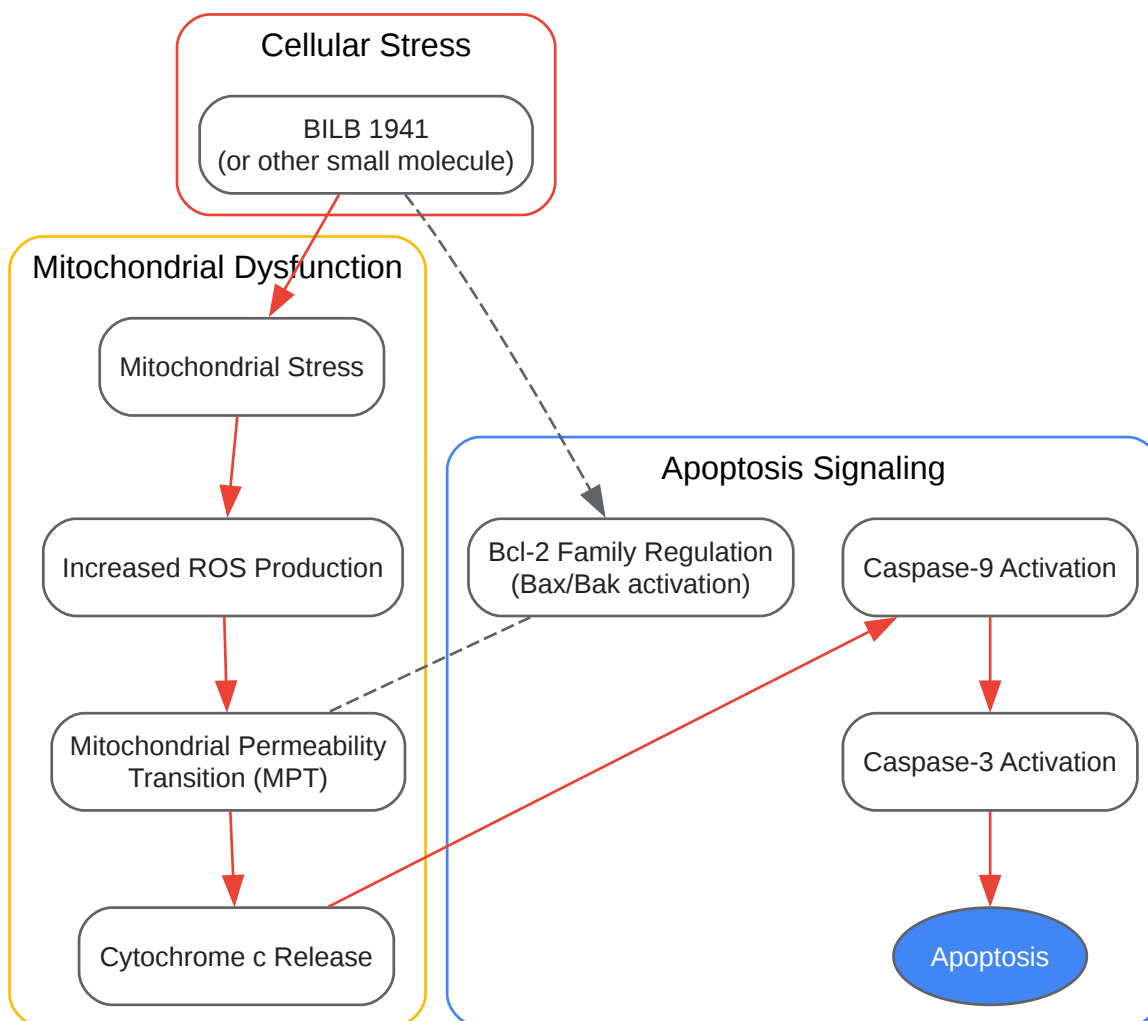 Cellular Stress
BILB 1941
(or other small molecule)
Mitochondrial Dysfunction
Mitochondrial Stress
Increased ROS Production
Mitochondrial Permeability
Transition (MPT)
Cytochrome c Release
Apoptosis Signaling
Bcl-2 Family Regulation
(Bax/Bak activation)
Caspase-9 Activation
Caspase-3 Activation
Apoptosis